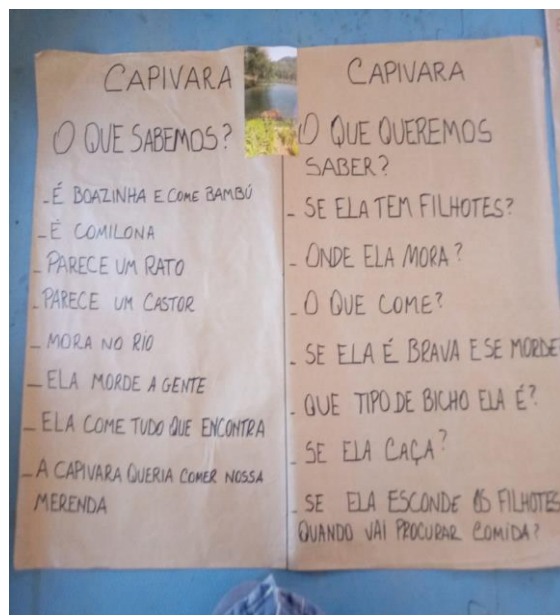 CAPIVARA
O QUE SABEMOS?
- É BOAZINHA E COME BAMBÚ
- É COMILONA
- PARECE UM RATO
- PARECE UM CASTOR
- MORA NO RIO
- ELA MORDE A GENTE
- ELA COME TUDO QUE ENCONTRA
- A CAPIVARA QUERIA COMER NOSSA
MERENDA
CAPIVARA
O QUE QUEREMOS
SABER?
- SE ELA TEM FILHOTES?
- ONDE ELA MORA?
- O QUE COME?
- SE ELA É BRAVA E SE MORDE
- QUE TIPO DE BICHO ELA É?
- SE ELA CAÇA?
- SE ELA ESCONDE OS FILHOTES
QUANDO VAI PROCURAR COMIDA?